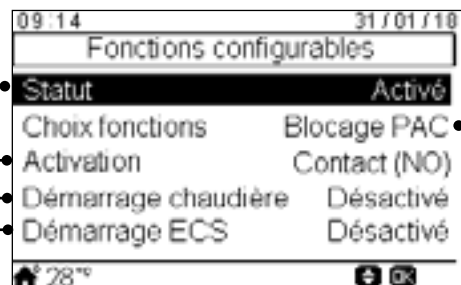 09:14 31/01/18
Fonctions configurables
Statut Activé
Choix fonctions Blocage PAC
Activation Contact (NO)
Démarrage chaudière Désactivé
Démarrage ECS Désactivé
28°C OK